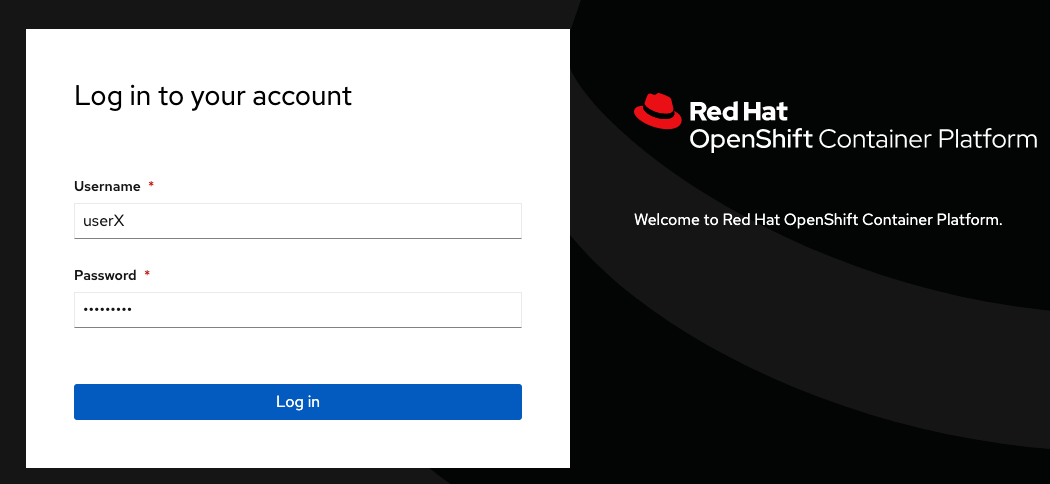 Log in to your account
Username *
userX
Password *
•••••••••
Log in
Red Hat
OpenShift Container Platform
Welcome to Red Hat OpenShift Container Platform.